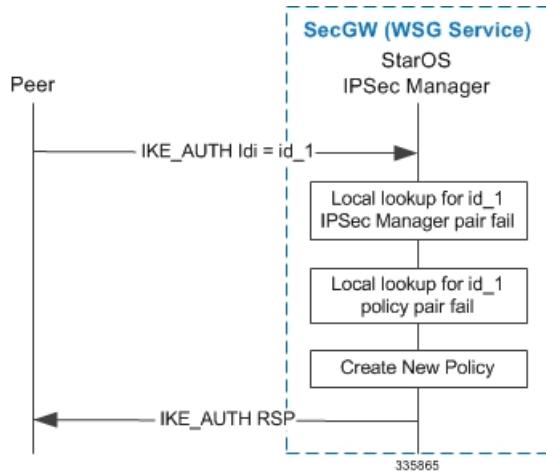 SecGW (WSG Service)
StarOS
IPSec Manager
Peer
IKE_AUTH Idi = id_1
Local lookup for id_1
IPSec Manager pair fail
Local lookup for id_1
policy pair fail
Create New Policy
IKE_AUTH RSP
335865